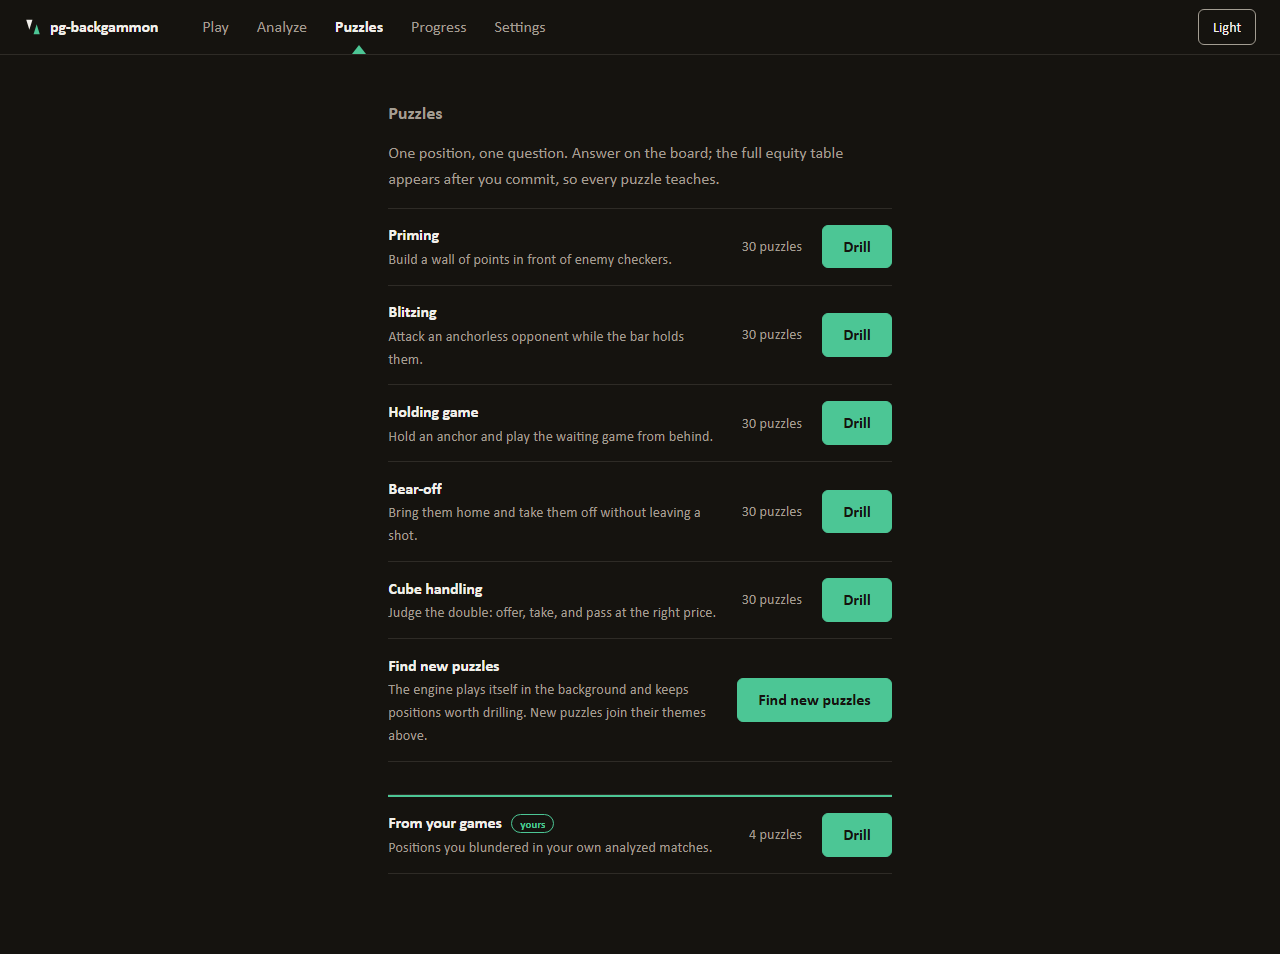 pg-backgammon
Play
Analyze
Puzzles
Progress
Settings
Light
Puzzles
One position, one question. Answer on the board; the full equity table
appears after you commit, so every puzzle teaches.
Priming
Build a wall of points in front of enemy checkers.
30 puzzles
Drill
Blitzing
Attack an anchorless opponent while the bar holds
them.
30 puzzles
Drill
Holding game
Hold an anchor and play the waiting game from behind.
30 puzzles
Drill
Bear-off
Bring them home and take them off without leaving a
shot.
30 puzzles
Drill
Cube handling
Judge the double: offer, take, and pass at the right price.
30 puzzles
Drill
Find new puzzles
The engine plays itself in the background and keeps
positions worth drilling. New puzzles join their themes
above.
Find new puzzles
From your games yours
Positions you blundered in your own analyzed matches.
4 puzzles
Drill